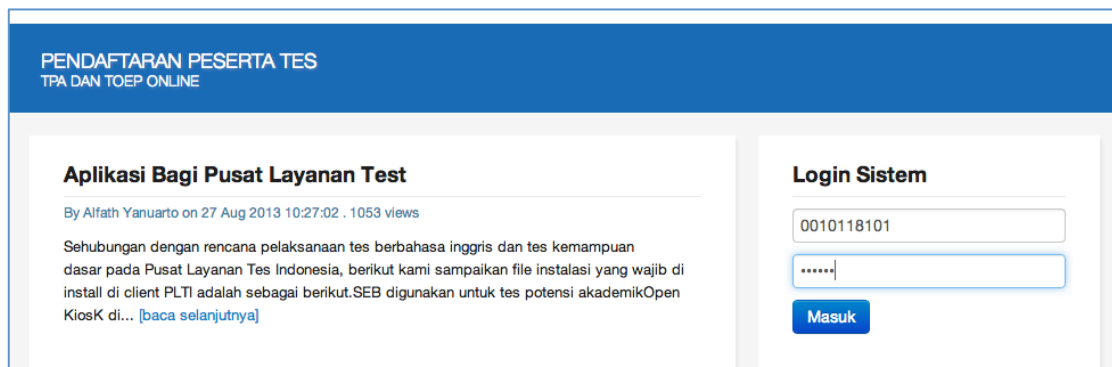 PENDAFTARAN PESERTA TES
TPA DAN TOEP ONLINE
Aplikasi Bagi Pusat Layanan Test
By Alfath Yanuarto on 27 Aug 2013 10:27:02 . 1053 views
Sehubungan dengan rencana pelaksanaan tes berbahasa inggris dan tes kemampuan
dasar pada Pusat Layanan Tes Indonesia, berikut kami sampaikan file instalasi yang wajib di
install di client PLTI adalah sebagai berikut.SEB digunakan untuk tes potensi akademikOpen
KiosK di... [baca selanjutnya]
Login Sistem
0010118101
••••••
Masuk